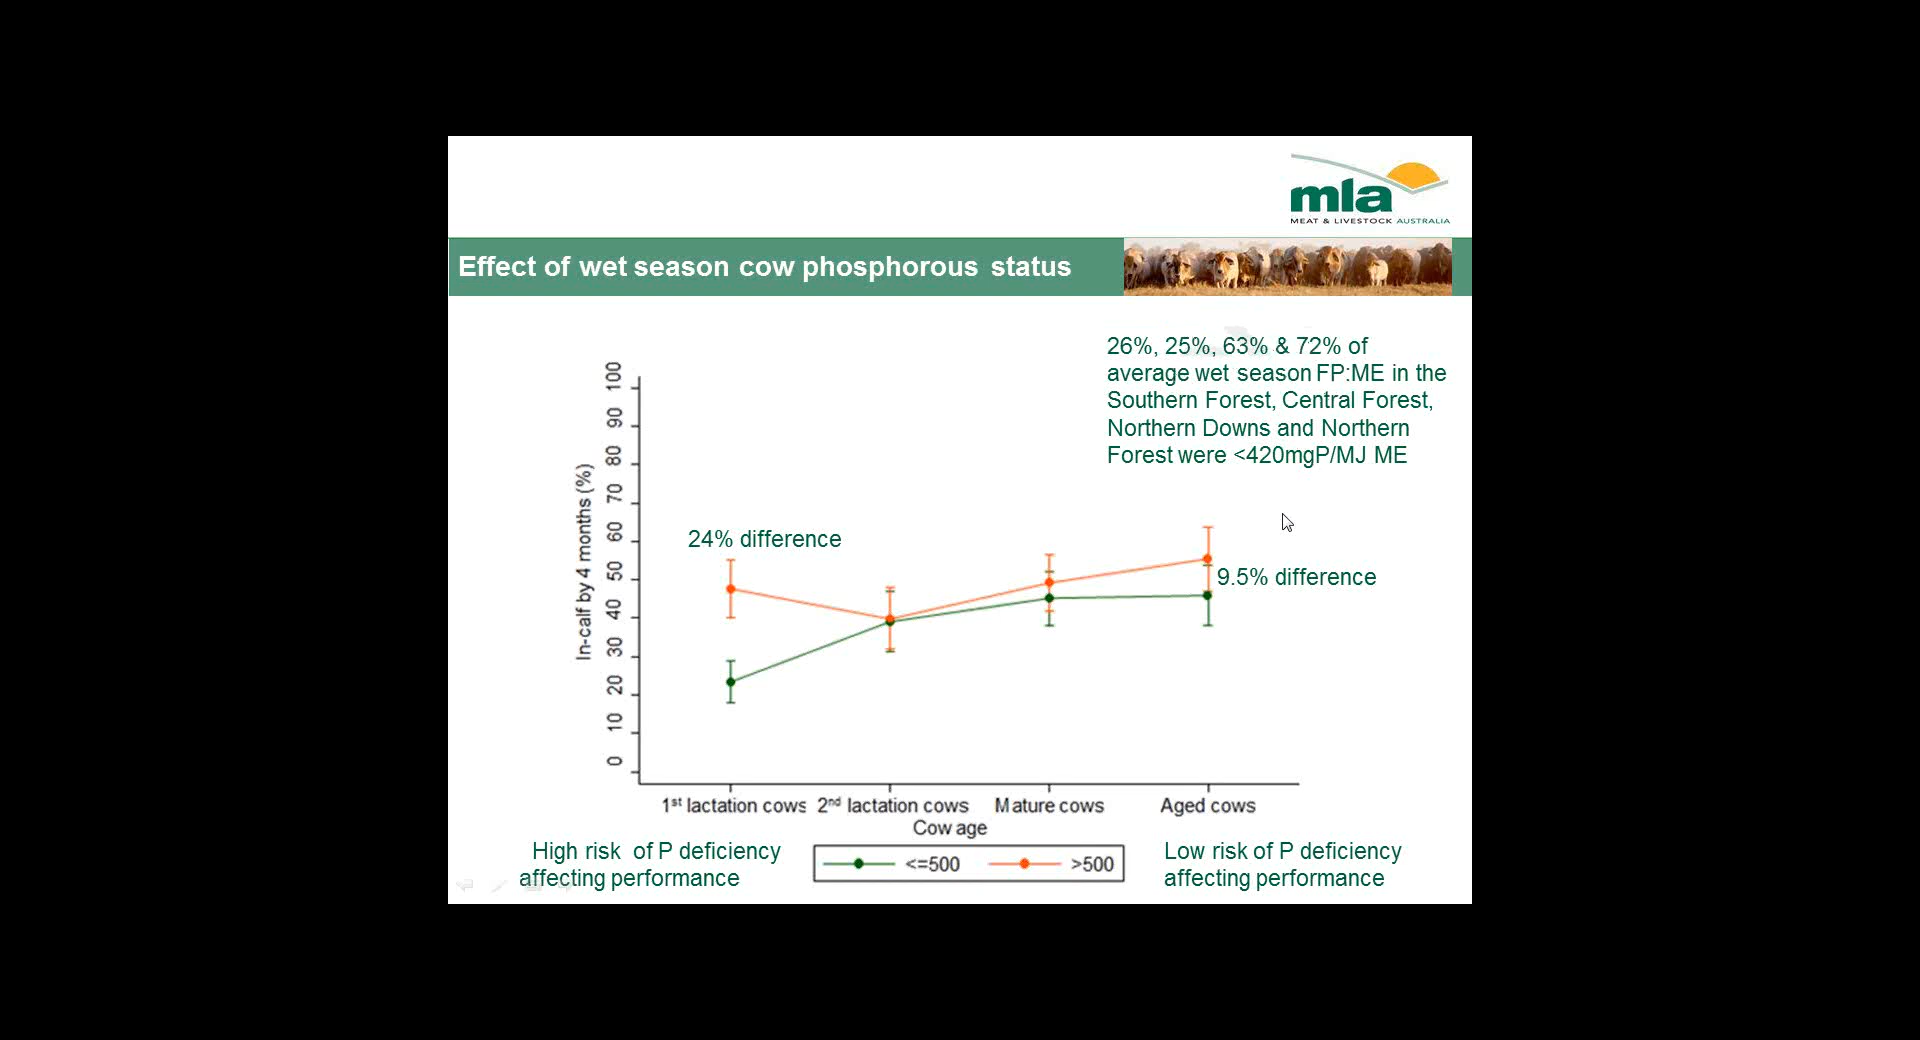 mla
MEAT & LIVESTOCK AUSTRALIA
Effect of wet season cow phosphorous status
26%, 25%, 63% & 72% of
average wet season FP:ME in the
Southern Forest, Central Forest,
Northern Downs and Northern
Forest were <420mgP/MJ ME
In-calf by 4 months (%)
100
90
80
70
60
50
40
30
20
10
0
24% difference
9.5% difference
1st lactation cows 2nd lactation cows Mature cows Aged cows
Cow age
High risk of P deficiency
affecting performance
<=500 >500
Low risk of P deficiency
affecting performance